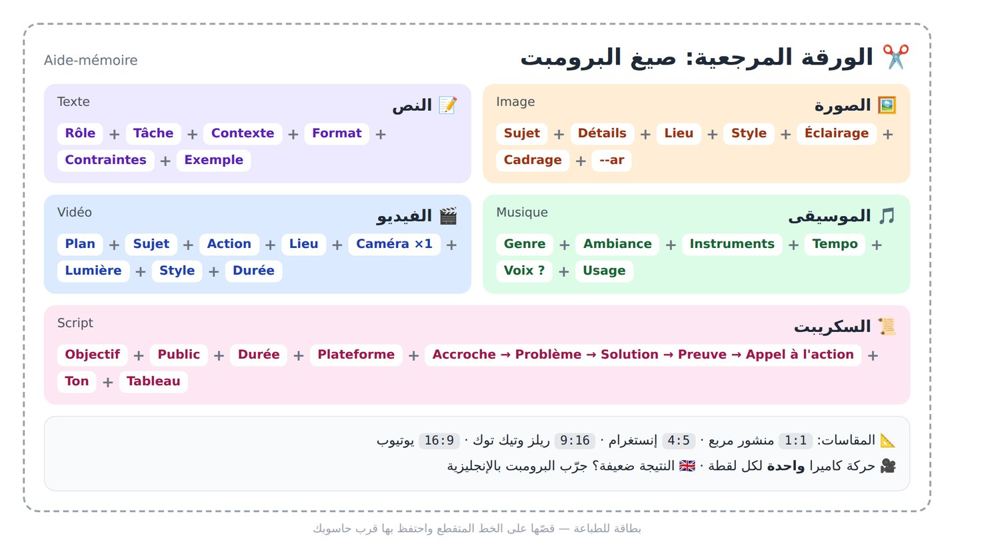 ✂️ الورقة المرجعية: صيغ البرومبت
Aide-mémoire
📝 النص
Texte
Rôle + Tâche + Contexte + Format +
Contraintes + Exemple
🖼️ الصورة
Image
Sujet + Détails + Lieu + Style + Éclairage +
Cadrage + --ar
🎬 الفيديو
Vidéo
Plan + Sujet + Action + Lieu + Caméra ×1 +
Lumière + Style + Durée
🎵 الموسيقى
Musique
Genre + Ambiance + Instruments + Tempo +
Voix ? + Usage
📜 السكريبت
Script
Objectif + Public + Durée + Plateforme + Accroche → Problème → Solution → Preuve → Appel à l'action +
Ton + Tableau
📐 المقاسات: 1:1 منشور مربع · 4:5 إنستغرام · 9:16 ريلز وتيك توك · 16:9 يوتيوب
🎥 حركة كاميرا واحدة لكل لقطة · 🇬🇧 النتيجة ضعيفة؟ جرّب البرومبت بالإنجليزية
بطاقة للطباعة — قصّها على الخط المتقطع واحتفظ بها قرب حاسوبك